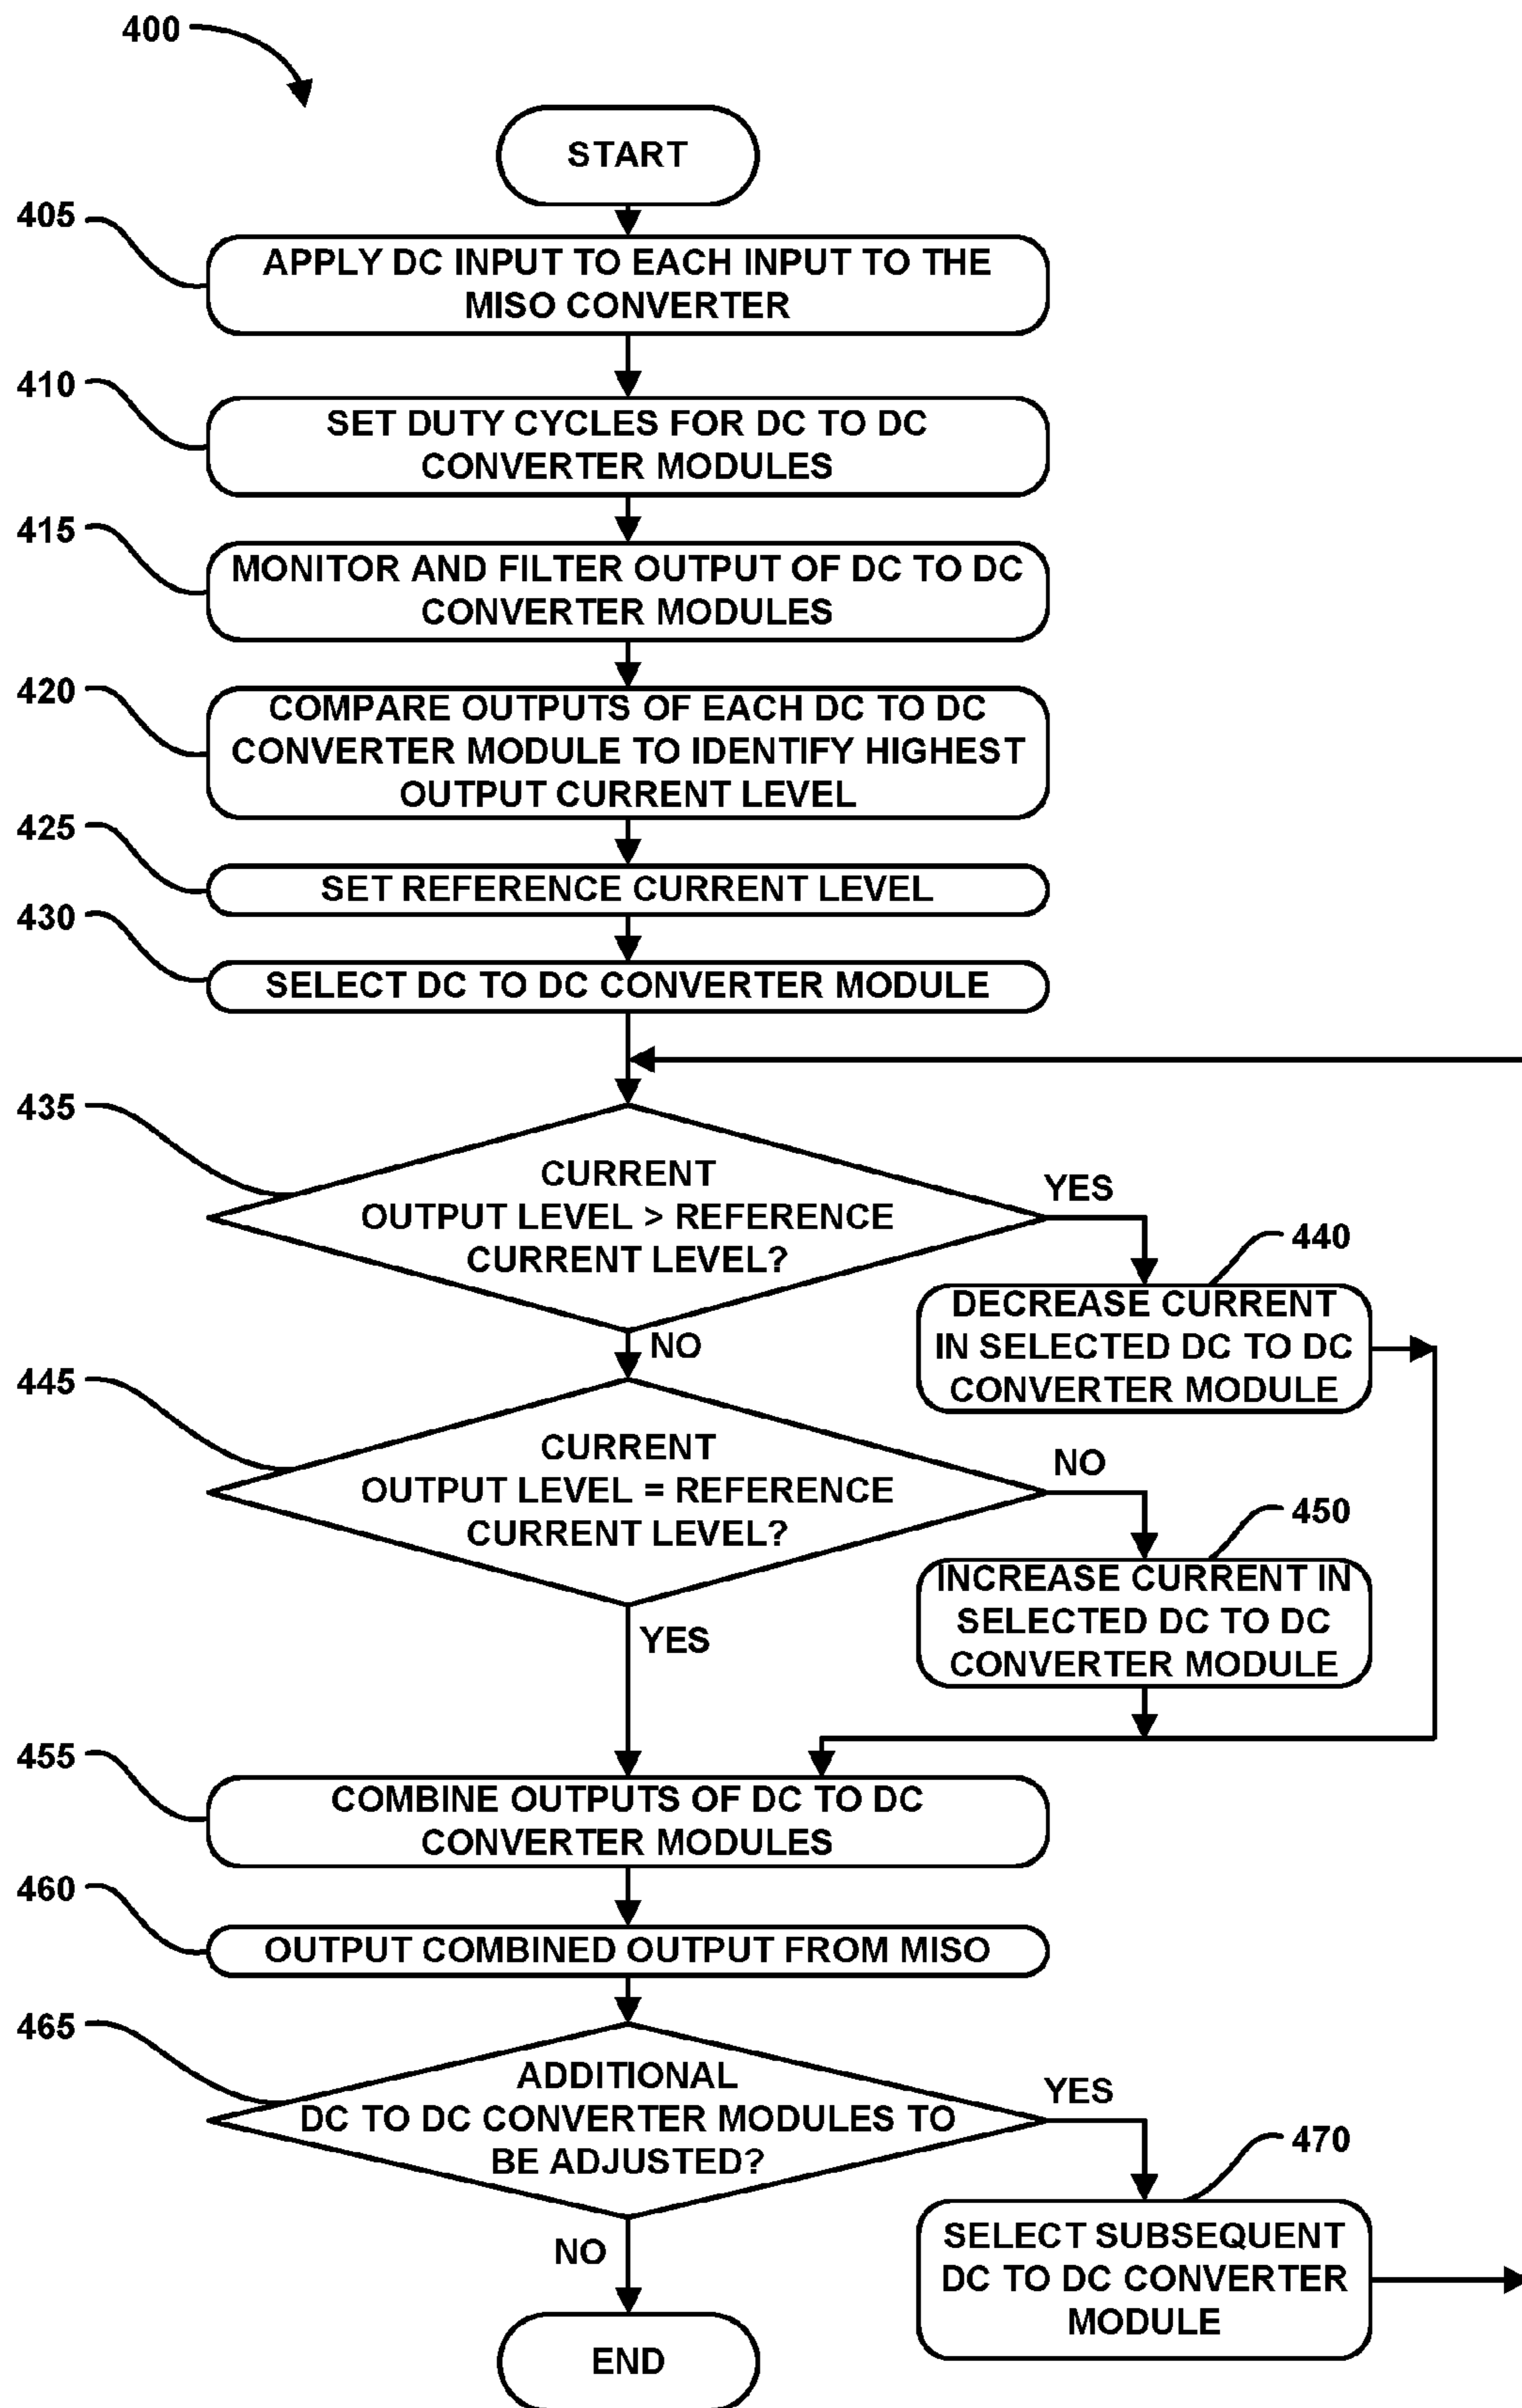 400
START
405
APPLY DC INPUT TO EACH INPUT TO THE
MISO CONVERTER
410
SET DUTY CYCLES FOR DC TO DC
CONVERTER MODULES
415
MONITOR AND FILTER OUTPUT OF DC TO DC
CONVERTER MODULES
420
COMPARE OUTPUTS OF EACH DC TO DC
CONVERTER MODULE TO IDENTIFY HIGHEST
OUTPUT CURRENT LEVEL
425
SET REFERENCE CURRENT LEVEL
430
SELECT DC TO DC CONVERTER MODULE
435
CURRENT
OUTPUT LEVEL > REFERENCE
CURRENT LEVEL?
YES
440
DECREASE CURRENT
IN SELECTED DC TO DC
CONVERTER MODULE
NO
445
CURRENT
OUTPUT LEVEL = REFERENCE
CURRENT LEVEL?
NO
450
INCREASE CURRENT IN
SELECTED DC TO DC
CONVERTER MODULE
YES
455
COMBINE OUTPUTS OF DC TO DC
CONVERTER MODULES
460
OUTPUT COMBINED OUTPUT FROM MISO
465
ADDITIONAL
DC TO DC CONVERTER MODULES TO
BE ADJUSTED?
YES
470
SELECT SUBSEQUENT
DC TO DC CONVERTER
MODULE
NO
END